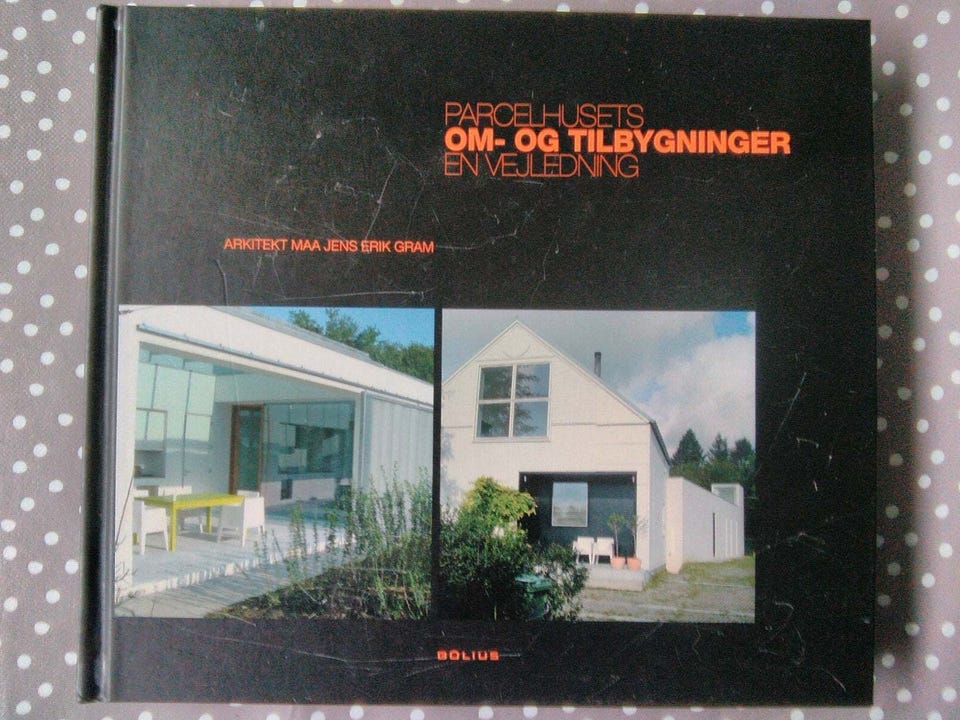 PARCELHUSETS
OM- OG TILBYGNINGER
EN VEJLEDNING
ARKITEKT MAA JENS ERIK GRAM
BOLIUS